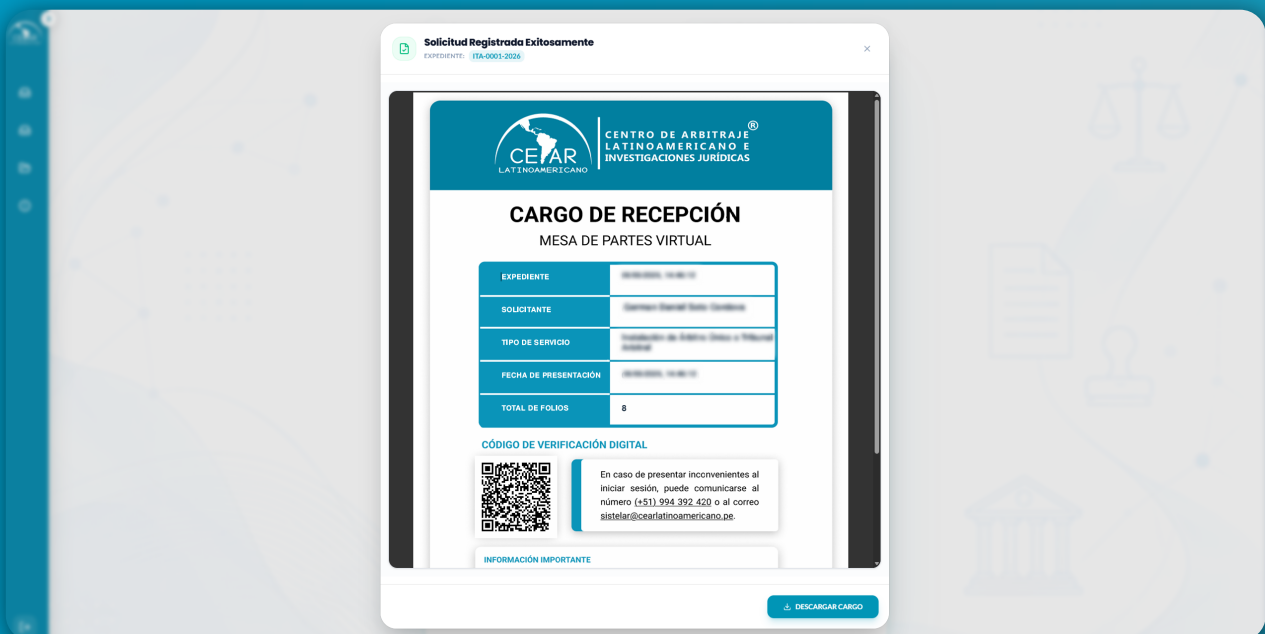 Solicitud Registrada Exitosamente
EXPEDIENTE: ITA-0001-2026
CEAR
LATINOAMERICANO
CENTRO DE ARBITRAJE
LATINOAMERICANO E
INVESTIGACIONES JURÍDICAS
®
CARGO DE RECEPCIÓN
MESA DE PARTES VIRTUAL
EXPEDIENTE
SOLICITANTE
TIPO DE SERVICIO
FECHA DE PRESENTACIÓN
TOTAL DE FOLIOS 8
CÓDIGO DE VERIFICACIÓN DIGITAL
En caso de presentar inconvenientes al
iniciar sesión, puede comunicarse al
número (+51) 994 392 420 o al correo
sistelar@cearlatinoamericano.pe.
INFORMACIÓN IMPORTANTE
DESCARGAR CARGO